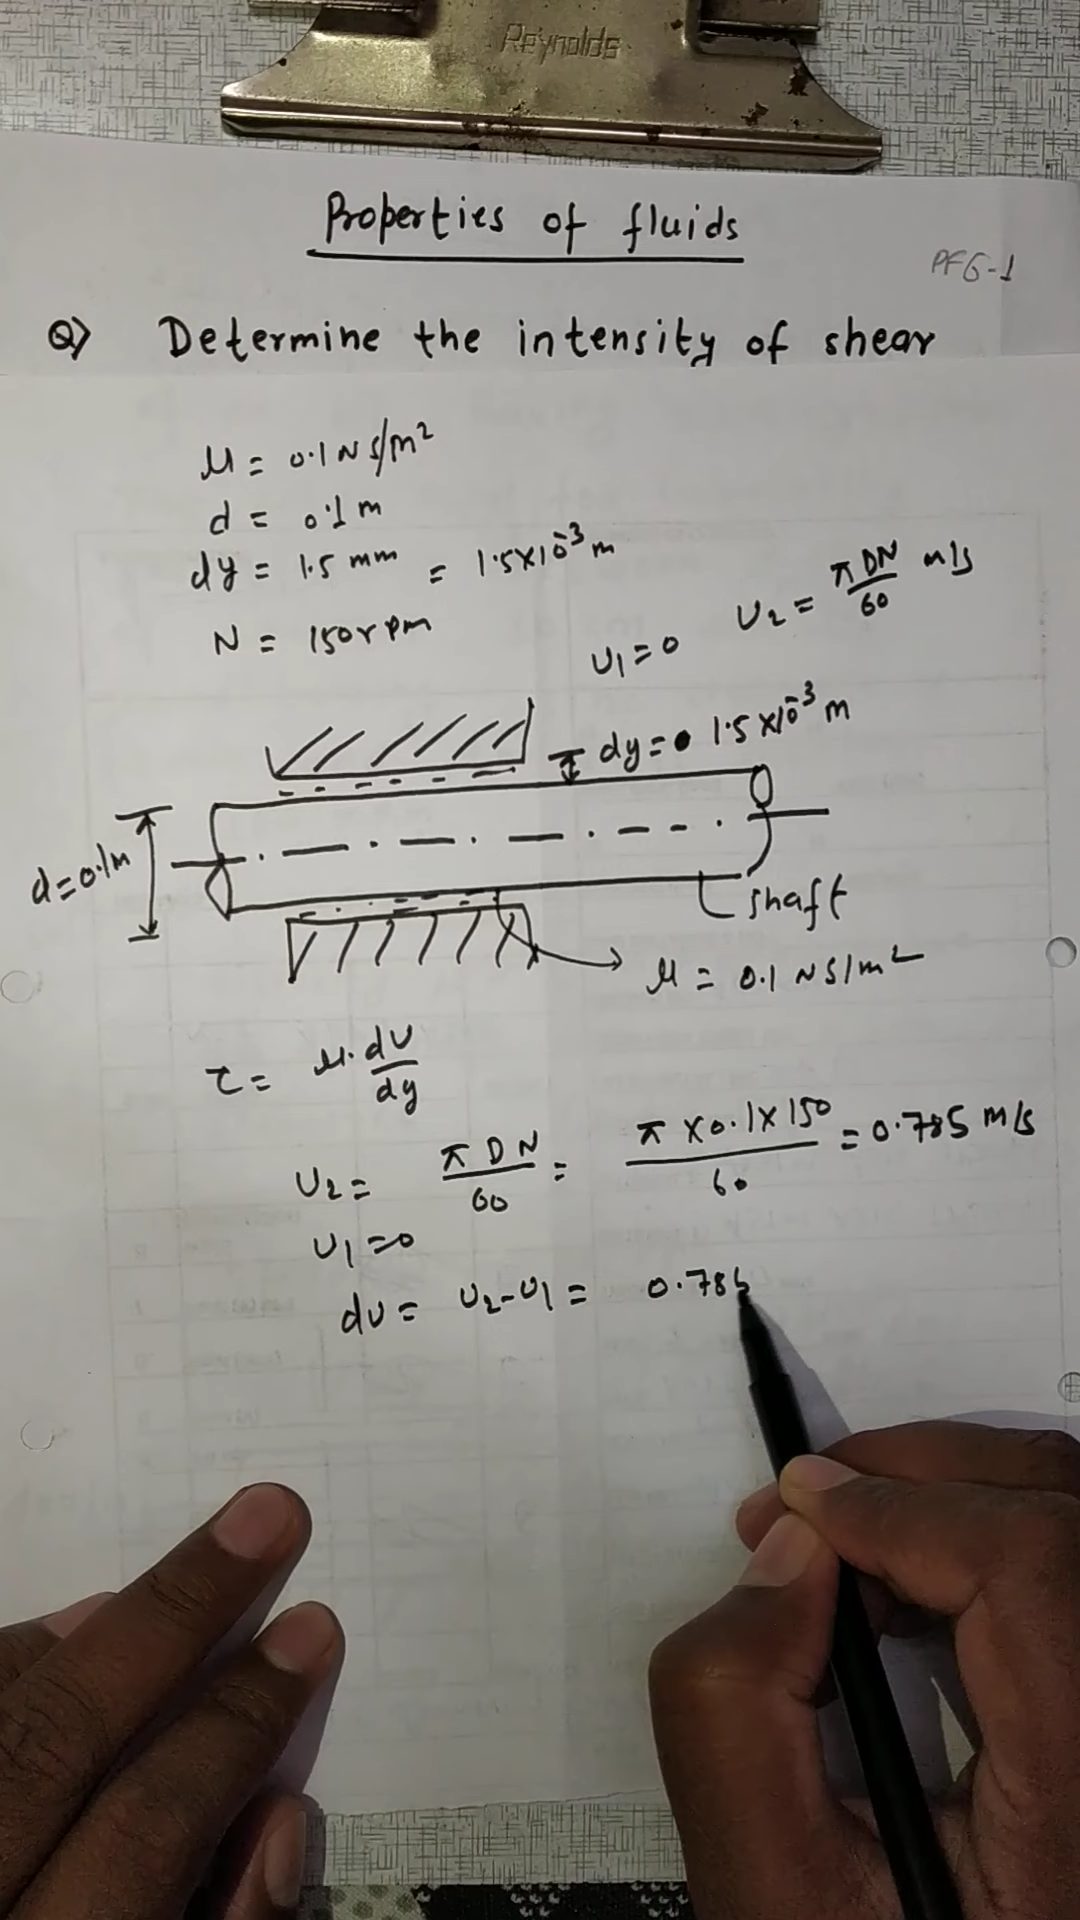 Reynolds
Properties of fluids
PFG-1
Q) Determine the intensity of shear
μ = 0.1 NS/m²
d = 0.1 m
dy = 1.5 mm = 1.5×10⁻³ m
N = 150 rpm
U₁ = 0
U₂ = πDN/60 m/s
dy = 1.5×10⁻³ m
d = 0.1m
shaft
μ = 0.1 NS/m²
τ = μ. du/dy
U₂ = πDN/60 = π×0.1×150/60 = 0.785 m/s
U₁ = 0
du = U₂-U₁ = 0.785